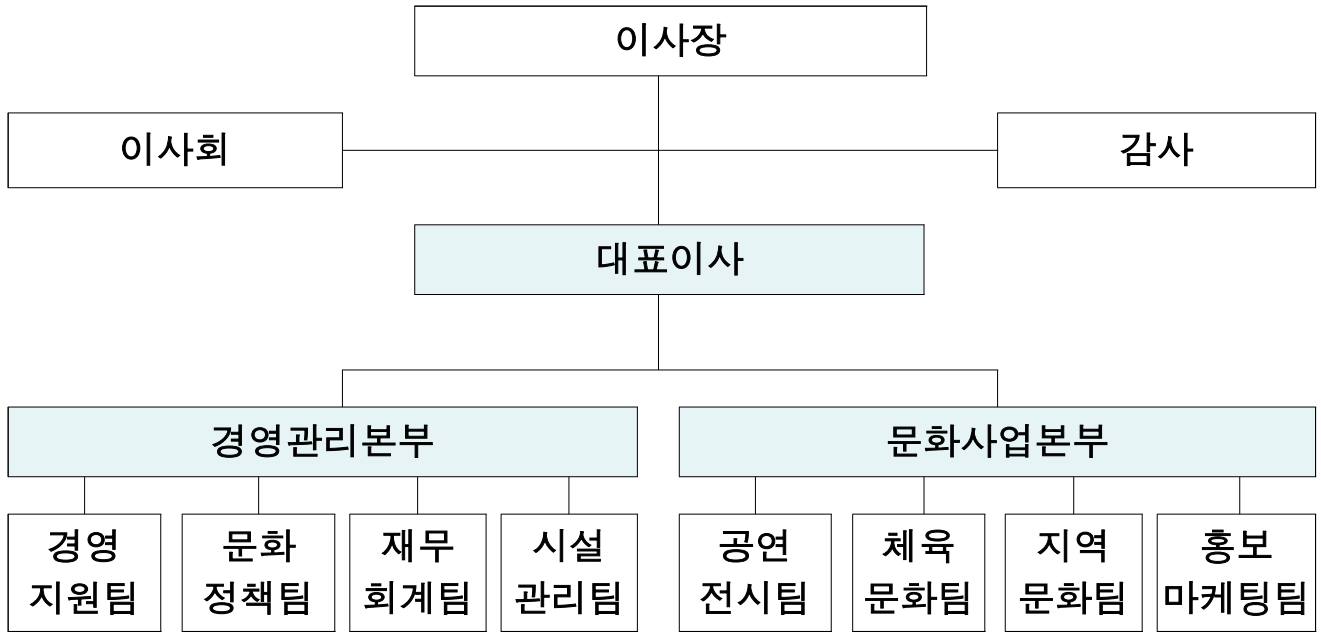 이사장
이사회
감사
대표이사
경영관리본부
문화사업본부
경영
지원팀
문화
정책팀
재무
회계팀
시설
관리팀
공연
전시팀
체육
문화팀
지역
문화팀
홍보
마케팅팀